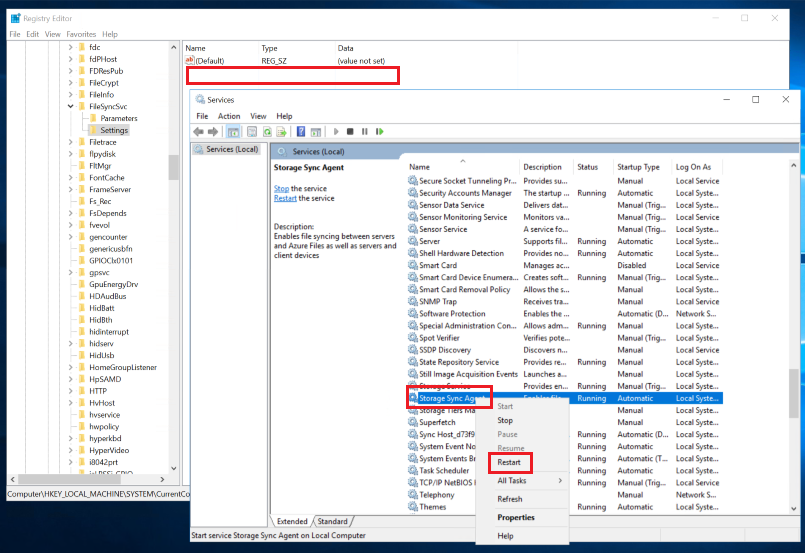 Registry Editor
File Edit View Favorites Help
fdc
fdPHost
FDResPub
FileCrypt
FileInfo
FileSyncSvc
Parameters
Settings
Filetrace
flpydisk
FltMgr
FontCache
FrameServer
Fs_Rec
FsDepends
fvevol
gencounter
genericusbfn
GPIOClx0101
gpsvc
GpuEnergyDrv
HDAudBus
HidBatt
HidBth
hidinterrupt
hidserv
HidUsb
HomeGroupListener
HpSAMD
HTTP
HvHost
hvservice
hwpolicy
hyperkbd
HyperVideo
i8042prt
Computer\HKEY_LOCAL_MACHINE\SYSTEM\CurrentCo
Name Type Data
(Default) REG_SZ (value not set)
Services
File Action View Help
Services (Local)
Services (Local)
Storage Sync Agent
Stop the service
Restart the service
Description:
Enables file syncing between servers
and Azure Files as well as servers and
client devices
Name Description Status Startup Type Log On As
Secure Socket Tunneling Pr... Provides su... Manual Local Service
Security Accounts Manager The startup ... Running Automatic Local Syste...
Sensor Data Service Delivers dat... Manual (Trig... Local Syste...
Sensor Monitoring Service Monitors va... Manual (Trig... Local Service
Sensor Service A service fo... Manual (Trig... Local Syste...
Server Supports fil... Running Automatic Local Syste...
Shell Hardware Detection Provides no... Running Automatic Local Syste...
Smart Card Manages ac... Disabled Local Service
Smart Card Device Enumera... Creates soft... Running Manual (Trig... Local Syste...
Smart Card Removal Policy Allows the s... Manual Local Syste...
SNMP Trap Receives tra... Manual Local Service
Software Protection Enables the ... Automatic (D... Network S...
Special Administration Con... Allows adm... Running Manual Local Syste...
Spot Verifier Verifies pote... Manual (Trig... Local Syste...
SSDP Discovery Discovers n... Manual Local Service
State Repository Service Provides re... Running Manual Local Syste...
Still Image Acquisition Events Launches a... Manual Local Syste...
Storage Service Provides en... Running Manual (Trig... Local Syste...
Storage Sync Agent Enables file Running Automatic Local Syste...
Storage Tiers Ma Manual Local Syste...
Superfetch Manual Local Syste...
Sync Host_d73f9 Running Automatic (D... Local Syste...
System Event No Running Automatic Local Syste...
System Events Br Running Automatic (T... Local Syste...
Task Scheduler Running Automatic Local Syste...
TCP/IP NetBIOS Running Manual (Trig... Local Service
Telephony Manual Network S...
Themes Running Automatic Local Syste...
Start
Stop
Pause
Resume
Restart
All Tasks
Refresh
Properties
Help
Extended Standard
Start service Storage Sync Agent on Local Computer